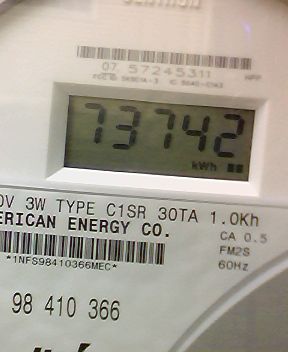 07 57245311
73742
kWh
0V 3W TYPE C1SR 30TA 1.0Kh
ERICAN ENERGY CO.
CA 0.5
FM2S
60Hz
*1NFS98410366MEC*
98 410 366